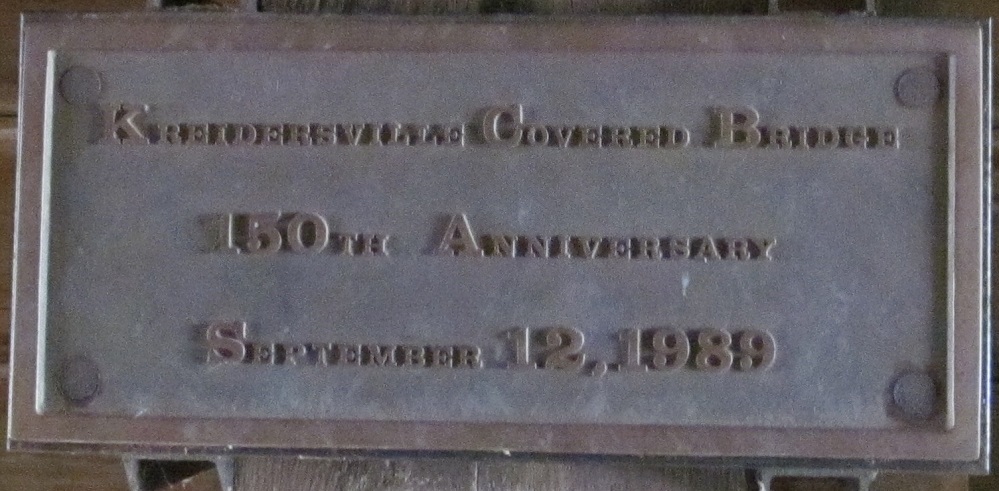 Kreidersville Covered Bridge
150th Anniversary
September 12, 1989